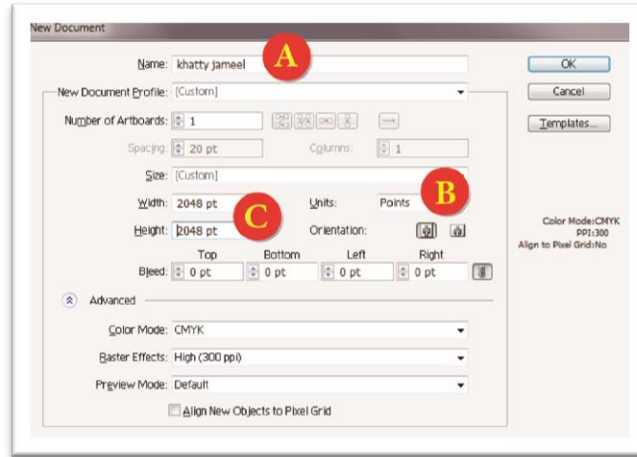 New Document
Name: khatty jameel A
New Document Profile: [Custom]
Number of Artboards: 1
Spacing: 20 pt Columns: 1
Size: [Custom]
Width: 2048 pt Units: Points B
Height: 2048 pt C Orientation:
Top Bottom Left Right
Bleed: 0 pt 0 pt 0 pt 0 pt
Advanced
Color Mode: CMYK
Raster Effects: High (300 ppi)
Preview Mode: Default
Align New Objects to Pixel Grid
OK
Cancel
Templates...
Color Mode:CMYK
PPI:300
Align to Pixel Grid:No